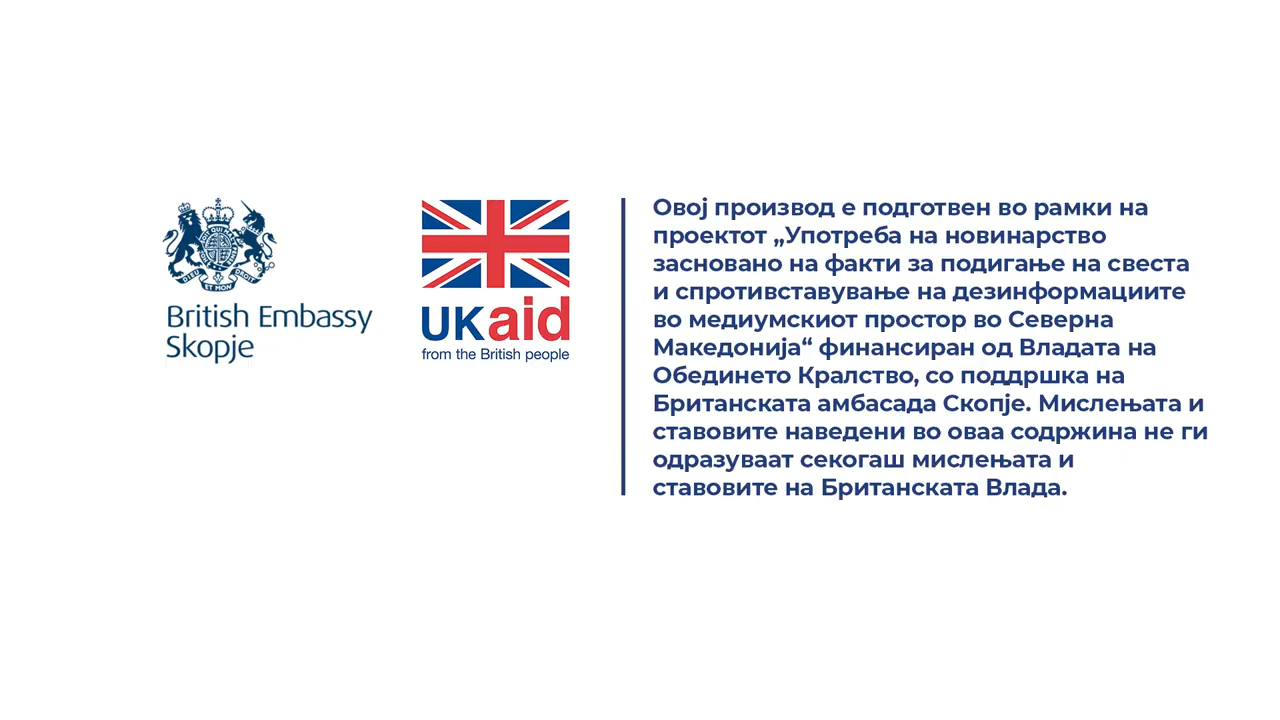 British Embassy
Skopje
UKaid
from the British people
Овој производ е подготвен во рамки на
проектот „Употреба на новинарство
засновано на факти за подигање на свеста
и спротивставување на дезинформациите
во медиумскиот простор во Северна
Македонија“ финансиран од Владата на
Обединето Кралство, со поддршка на
Британската амбасада Скопје. Мислењата и
ставовите наведени во оваа содржина не ги
одразуваат секогаш мислењата и
ставовите на Британската Влада.